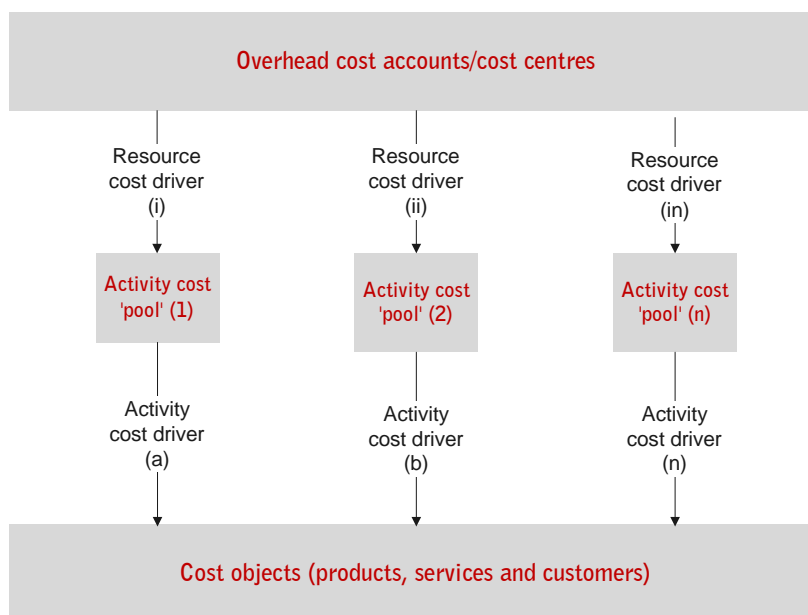 Overhead cost accounts/cost centres
Resource
cost driver
(i)
Resource
cost driver
(ii)
Resource
cost driver
(in)
Activity cost
'pool' (1)
Activity cost
'pool' (2)
Activity cost
'pool' (n)
Activity
cost driver
(a)
Activity
cost driver
(b)
Activity
cost driver
(n)
Cost objects (products, services and customers)